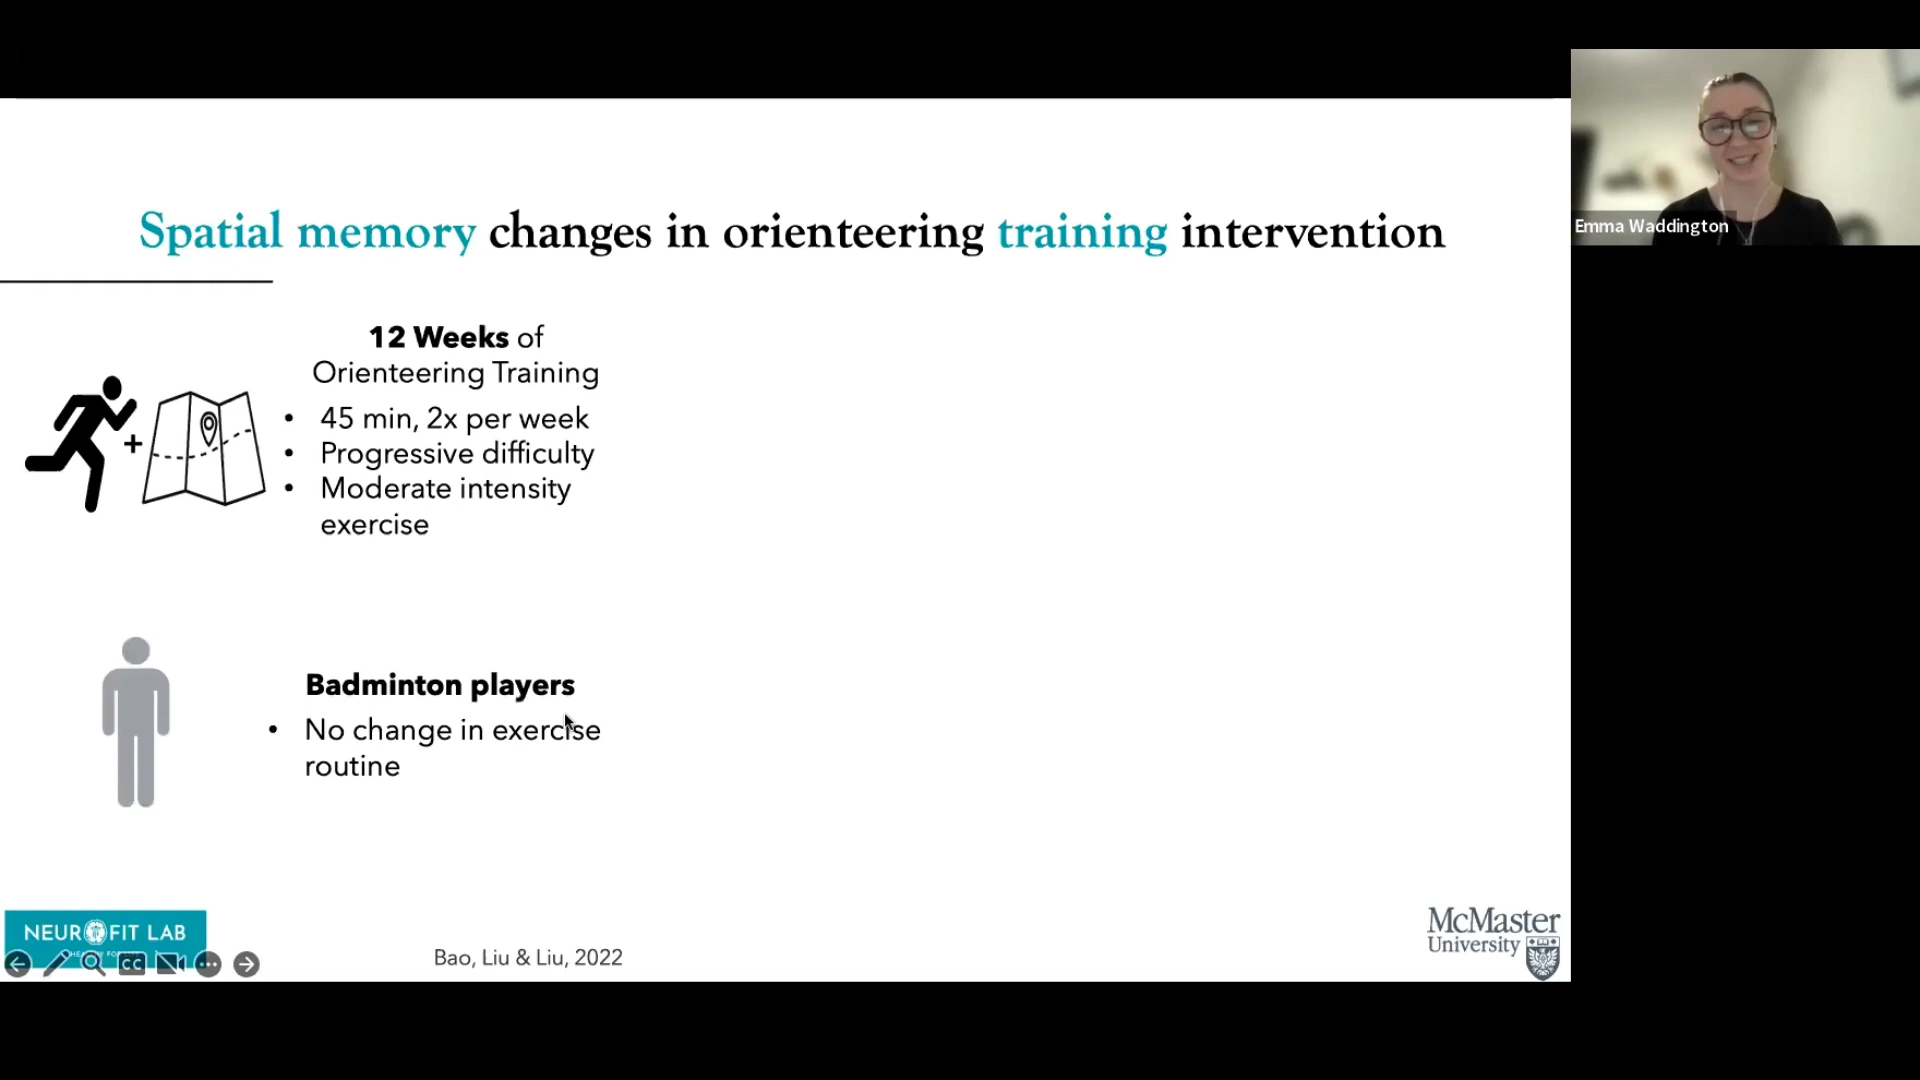 Emma Waddington
Spatial memory changes in orienteering training intervention
12 Weeks of
Orienteering Training
• 45 min, 2x per week
• Progressive difficulty
• Moderate intensity
exercise
+
Badminton players
• No change in exercise
routine
NEUROFIT LAB
CC
Bao, Liu & Liu, 2022
McMaster
University